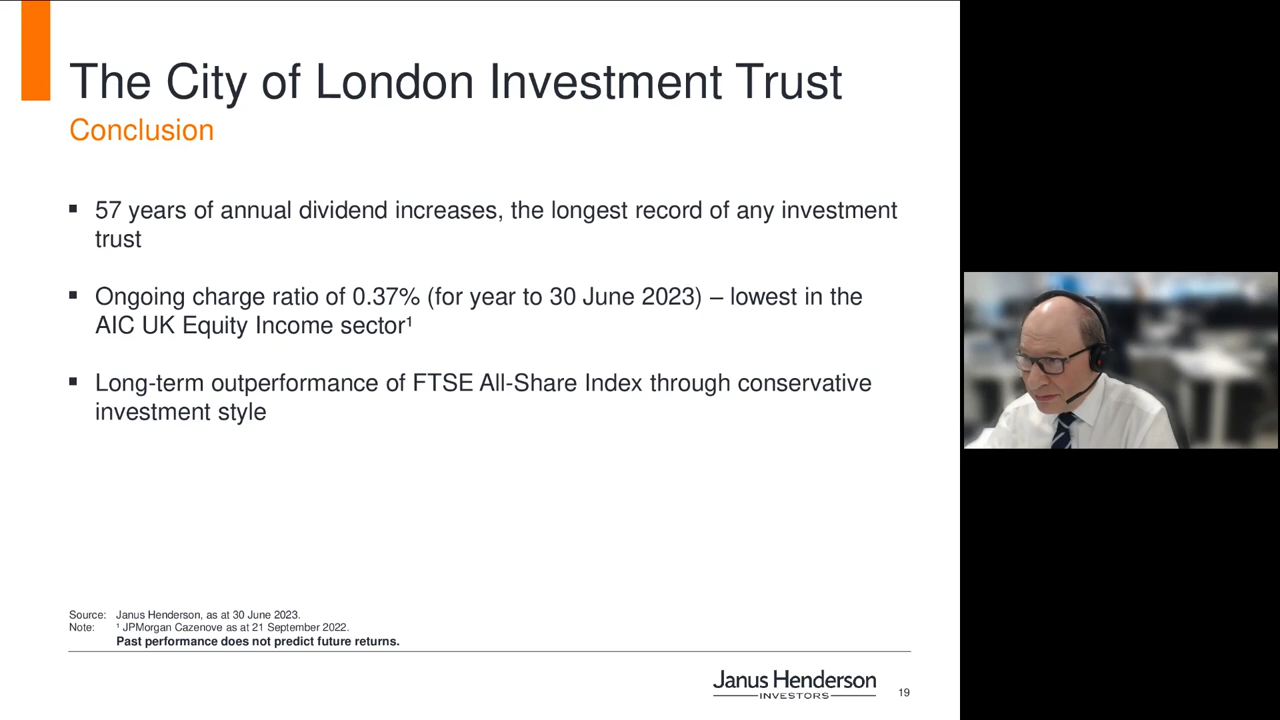 The City of London Investment Trust
Conclusion
▪ 57 years of annual dividend increases, the longest record of any investment
trust
▪ Ongoing charge ratio of 0.37% (for year to 30 June 2023) – lowest in the
AIC UK Equity Income sector¹
▪ Long-term outperformance of FTSE All-Share Index through conservative
investment style
Source: Janus Henderson, as at 30 June 2023.
Note: ¹ JPMorgan Cazenove as at 21 September 2022.
Past performance does not predict future returns.
Janus Henderson
INVESTORS
19